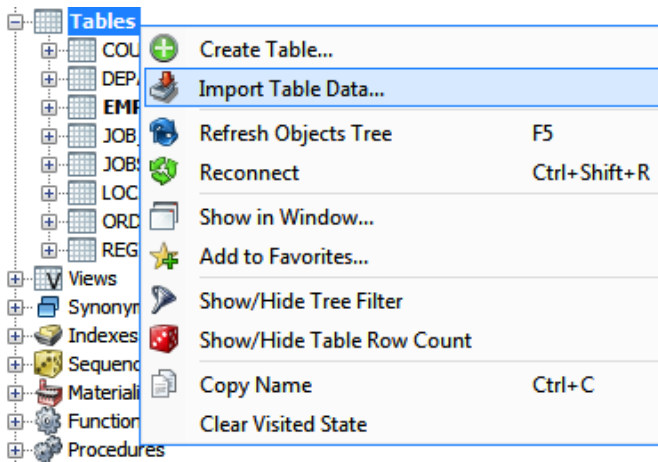 Tables
COU
DEPA
EMP
JOB_
JOBS
LOC
ORD
REG
Views
Synonym
Indexes
Sequenc
Materiali
Function
Procedures
Create Table...
Import Table Data...
Refresh Objects Tree F5
Reconnect Ctrl+Shift+R
Show in Window...
Add to Favorites...
Show/Hide Tree Filter
Show/Hide Table Row Count
Copy Name Ctrl+C
Clear Visited State